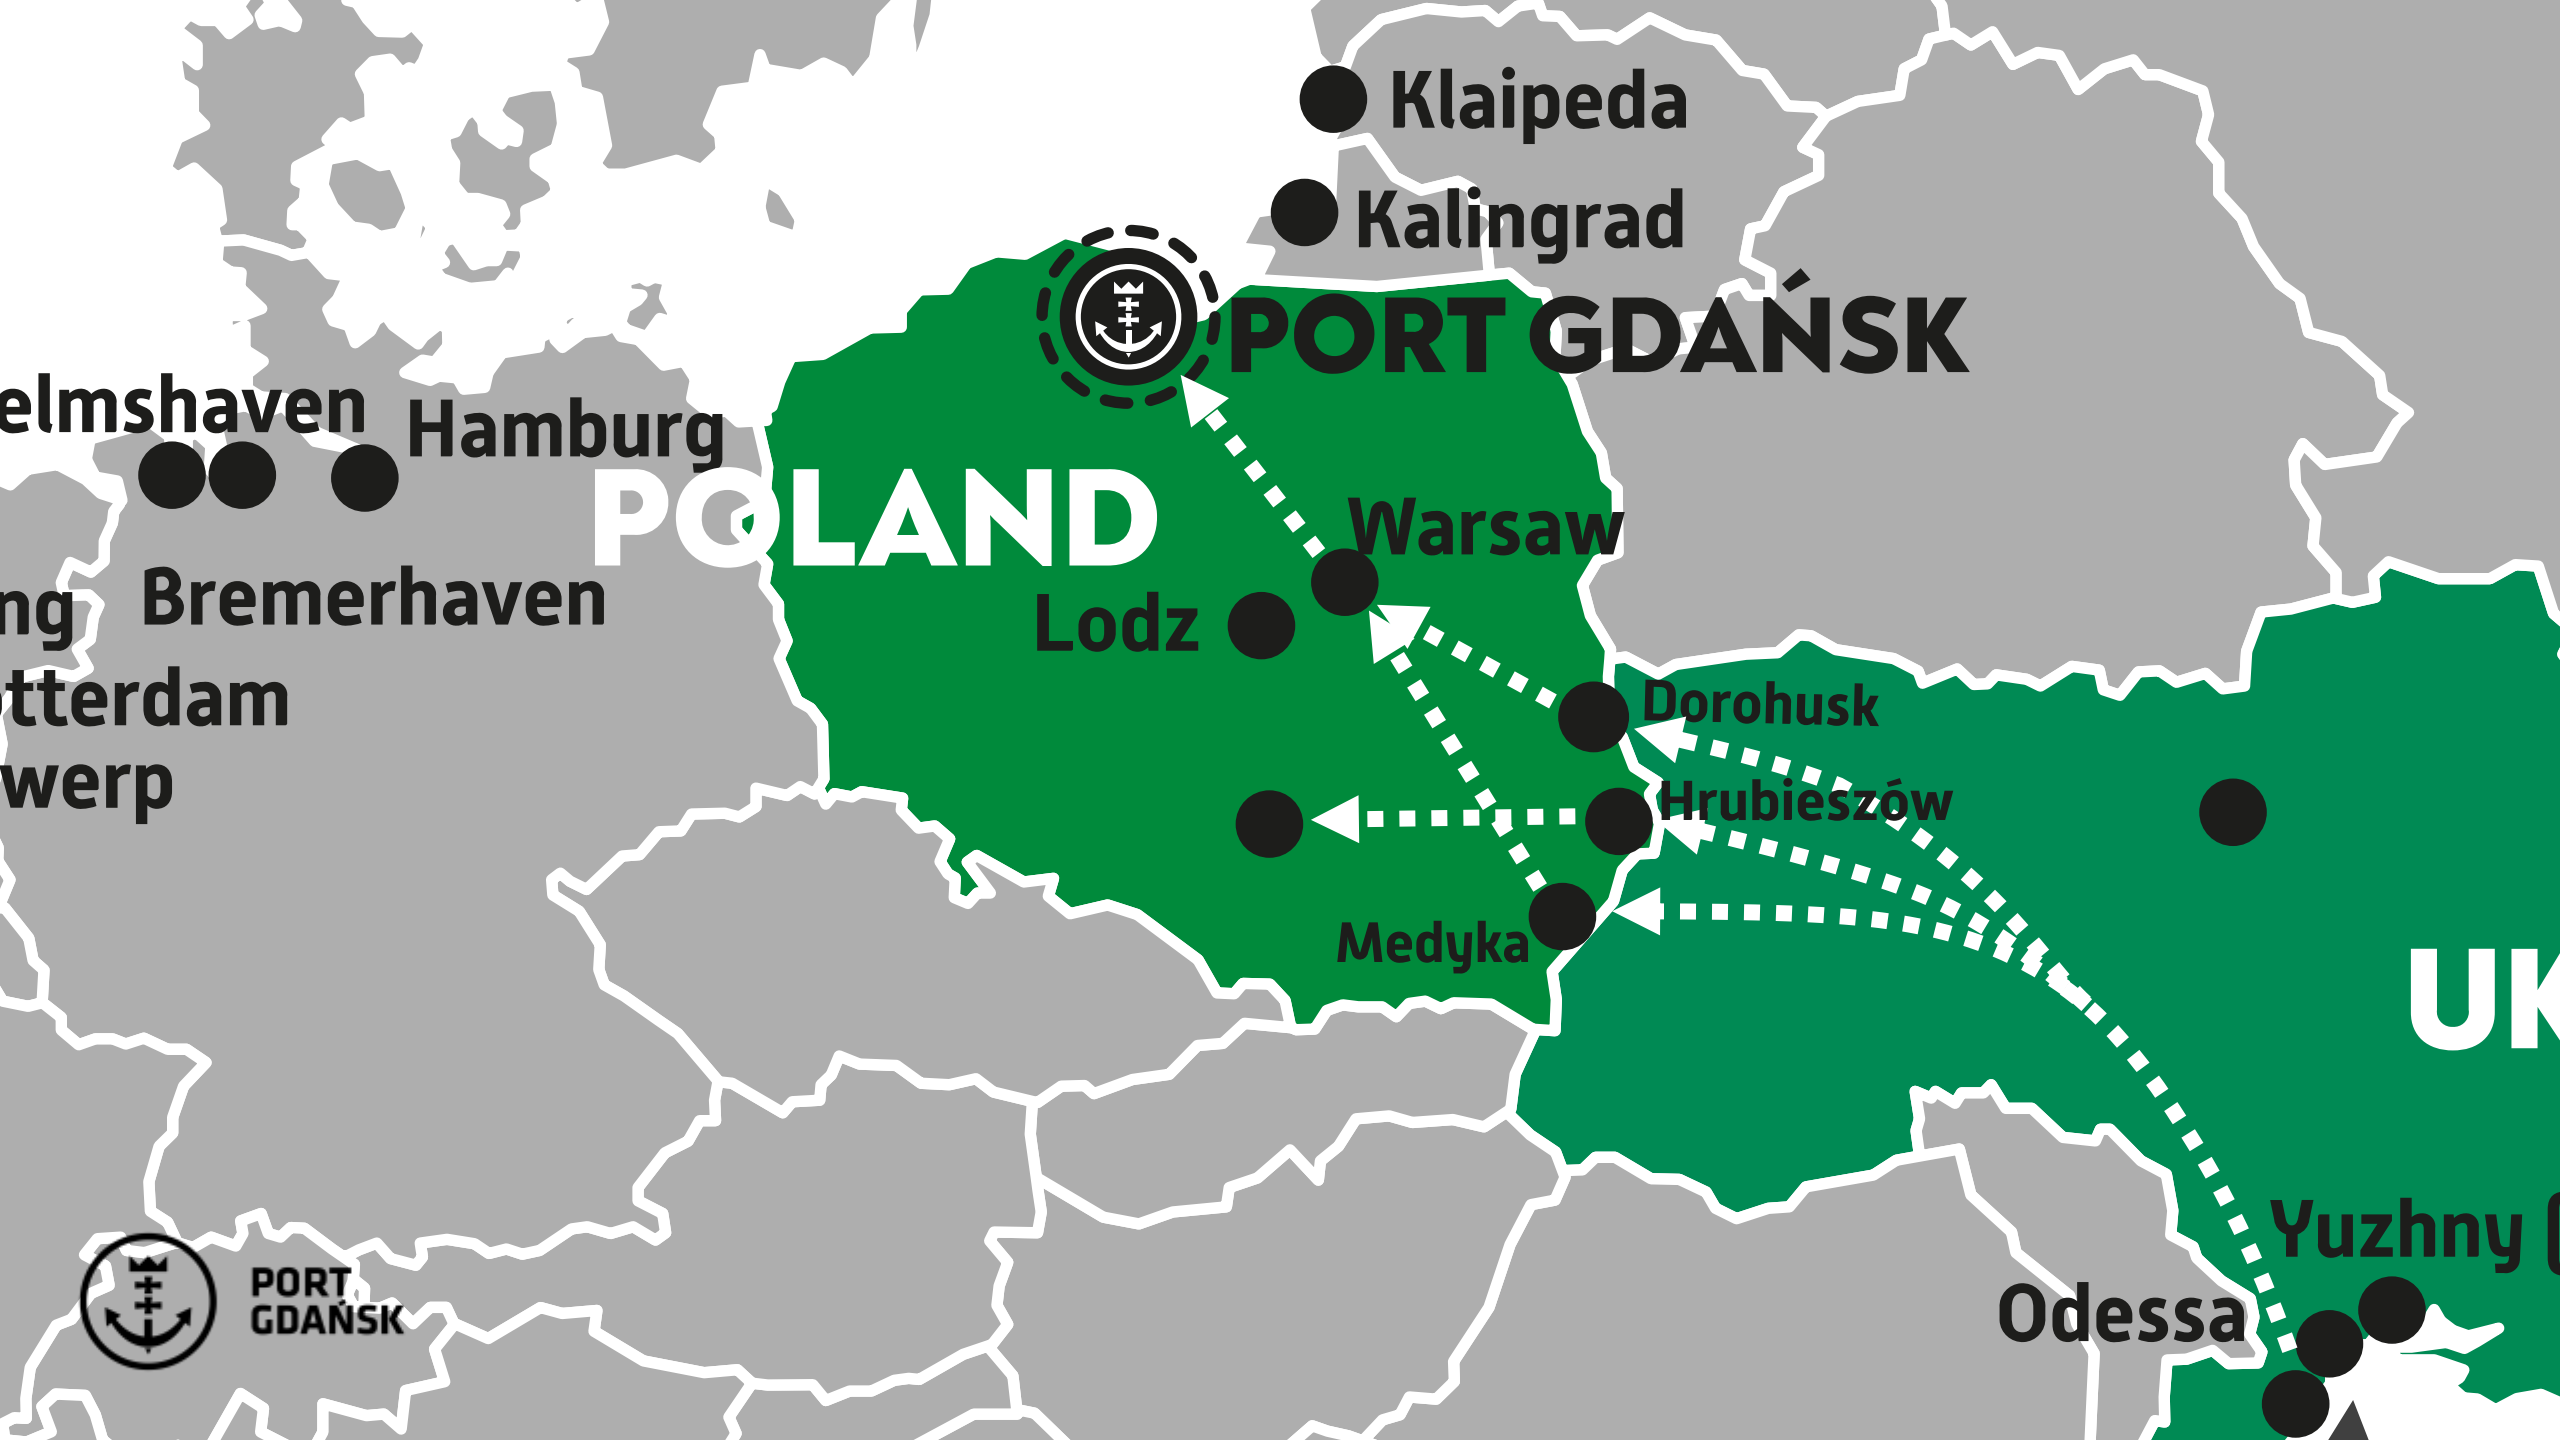 Klaipeda
Kalingrad
PORT GDAŃSK
elmshaven
Hamburg
POLAND
Warsaw
Bremerhaven
Lodz
ng
tterdam
Dorohusk
werp
Hrubieszów
Medyka
UK
Yuzhny
Odessa
PORT
GDAŃSK